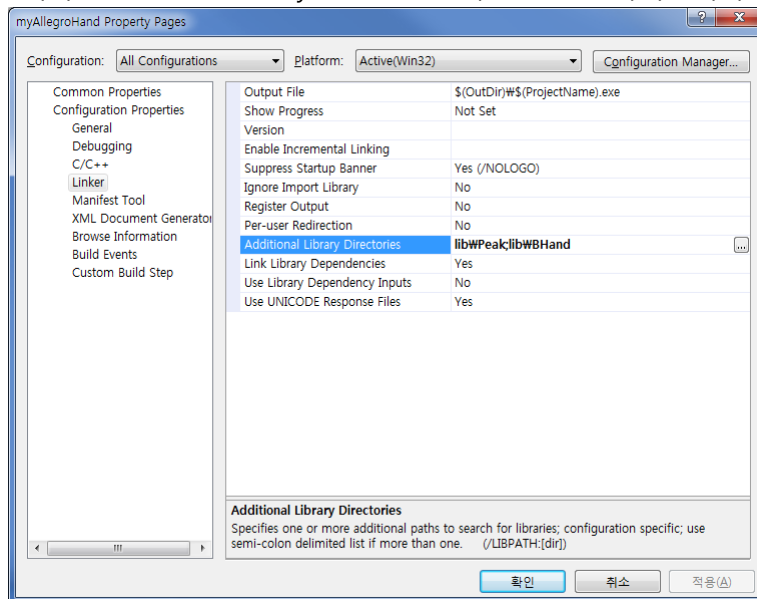 myAllegroHand Property Pages
Configuration: All Configurations Platform: Active(Win32) Configuration Manager...
Common Properties
Configuration Properties
General
Debugging
C/C++
Linker
Manifest Tool
XML Document Generator
Browse Information
Build Events
Custom Build Step
Output File $(OutDir)₩$(ProjectName).exe
Show Progress Not Set
Version
Enable Incremental Linking
Suppress Startup Banner Yes (/NOLOGO)
Ignore Import Library No
Register Output No
Per-user Redirection No
Additional Library Directories lib₩Peak;lib₩BHand ...
Link Library Dependencies Yes
Use Library Dependency Inputs No
Use UNICODE Response Files Yes
Additional Library Directories
Specifies one or more additional paths to search for libraries; configuration specific; use
semi-colon delimited list if more than one. (/LIBPATH:[dir])
확인 취소 적용(A)